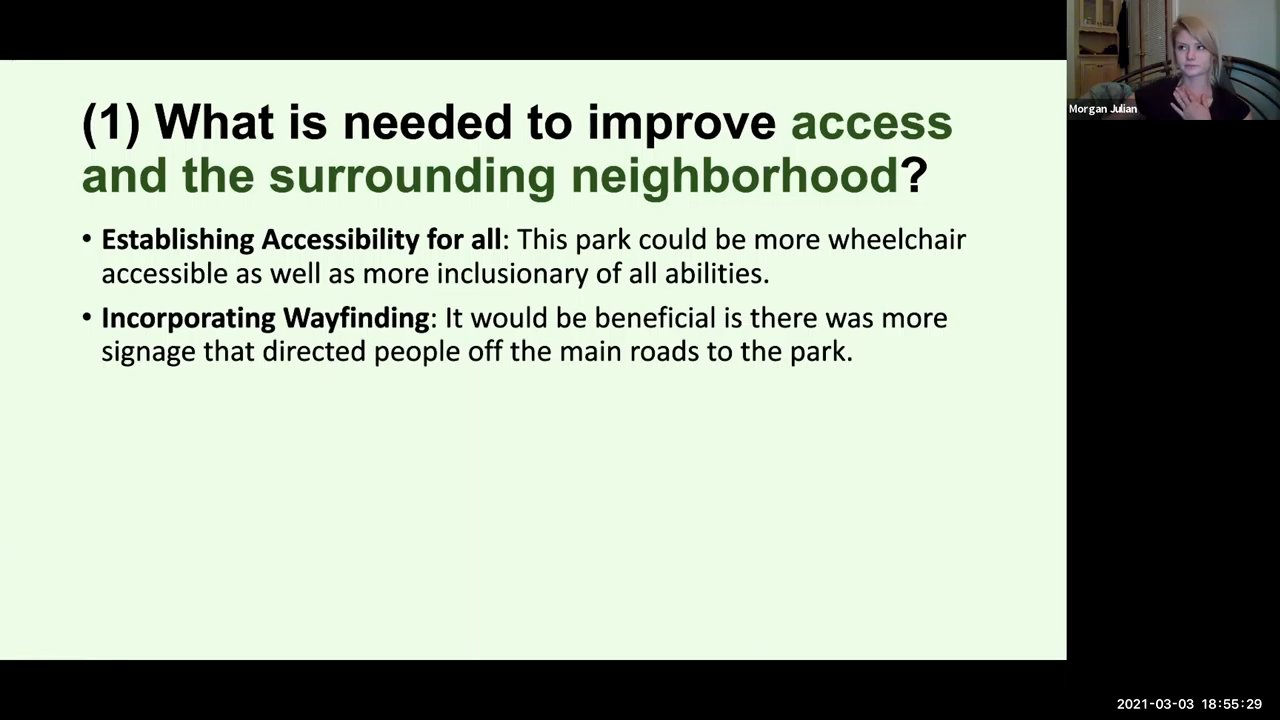 (1) What is needed to improve access
and the surrounding neighborhood?
• Establishing Accessibility for all: This park could be more wheelchair
accessible as well as more inclusionary of all abilities.
• Incorporating Wayfinding: It would be beneficial is there was more
signage that directed people off the main roads to the park.
Morgan Julian
2021-03-03 18:55:29